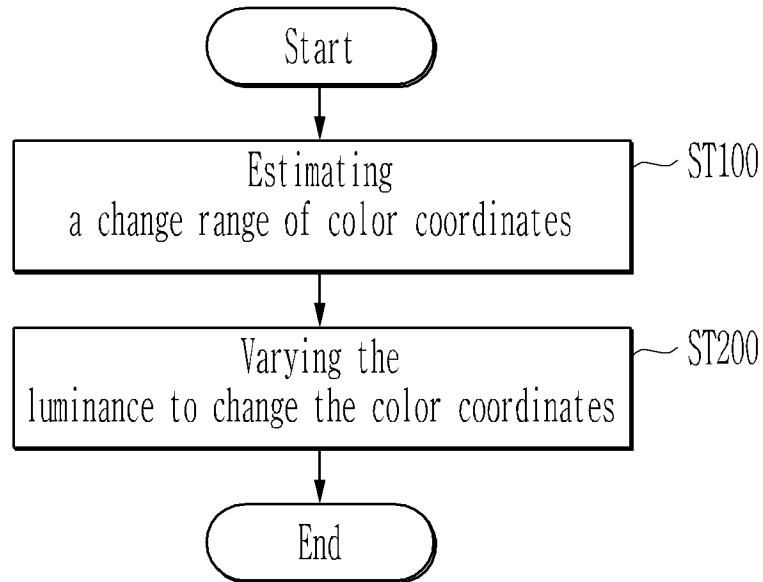 Start
Estimating
a change range of color coordinates
ST100
Varying the
luminance to change the color coordinates
ST200
End